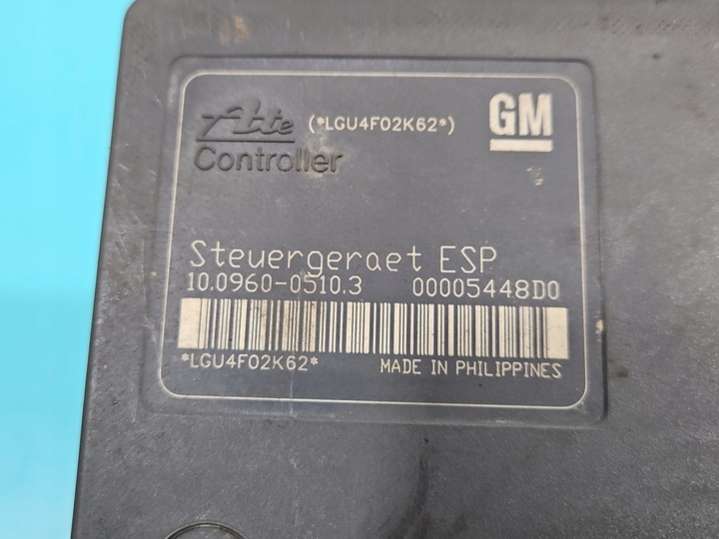 Ate (*LGU4F02K62*) GM
Controller
Steuergeraet ESP
10.0960-0510.3 00005448D0
*LGU4F02K62* MADE IN PHILIPPINES